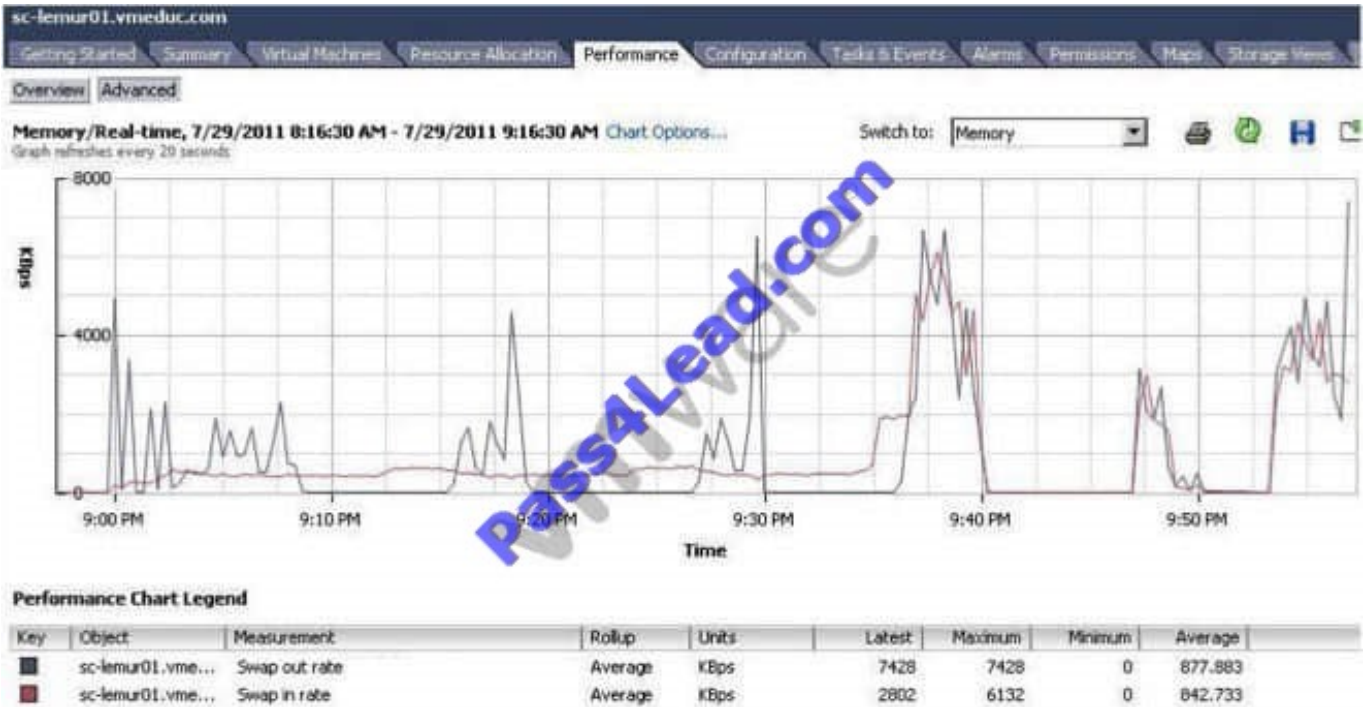 sc-lemur01.vmeduc.com
Getting Started Summary Virtual Machines Resource Allocation Performance Configuration Tasks & Events Alarms Permissions Maps Storage Views
Overview Advanced
Memory/Real-time, 7/29/2011 8:16:30 AM - 7/29/2011 9:16:30 AM Chart Options... Switch to: Memory
Graph refreshes every 20 seconds
8000
KBps
4000
0
9:00 PM 9:10 PM 9:20 PM 9:30 PM 9:40 PM 9:50 PM
Time
Pass4Lead.com
Performance Chart Legend
Key Object Measurement Rollup Units Latest Maximum Minimum Average
sc-lemur01.vme... Swap out rate Average KBps 7428 7428 0 877.883
sc-lemur01.vme... Swap in rate Average KBps 2802 6132 0 842.733